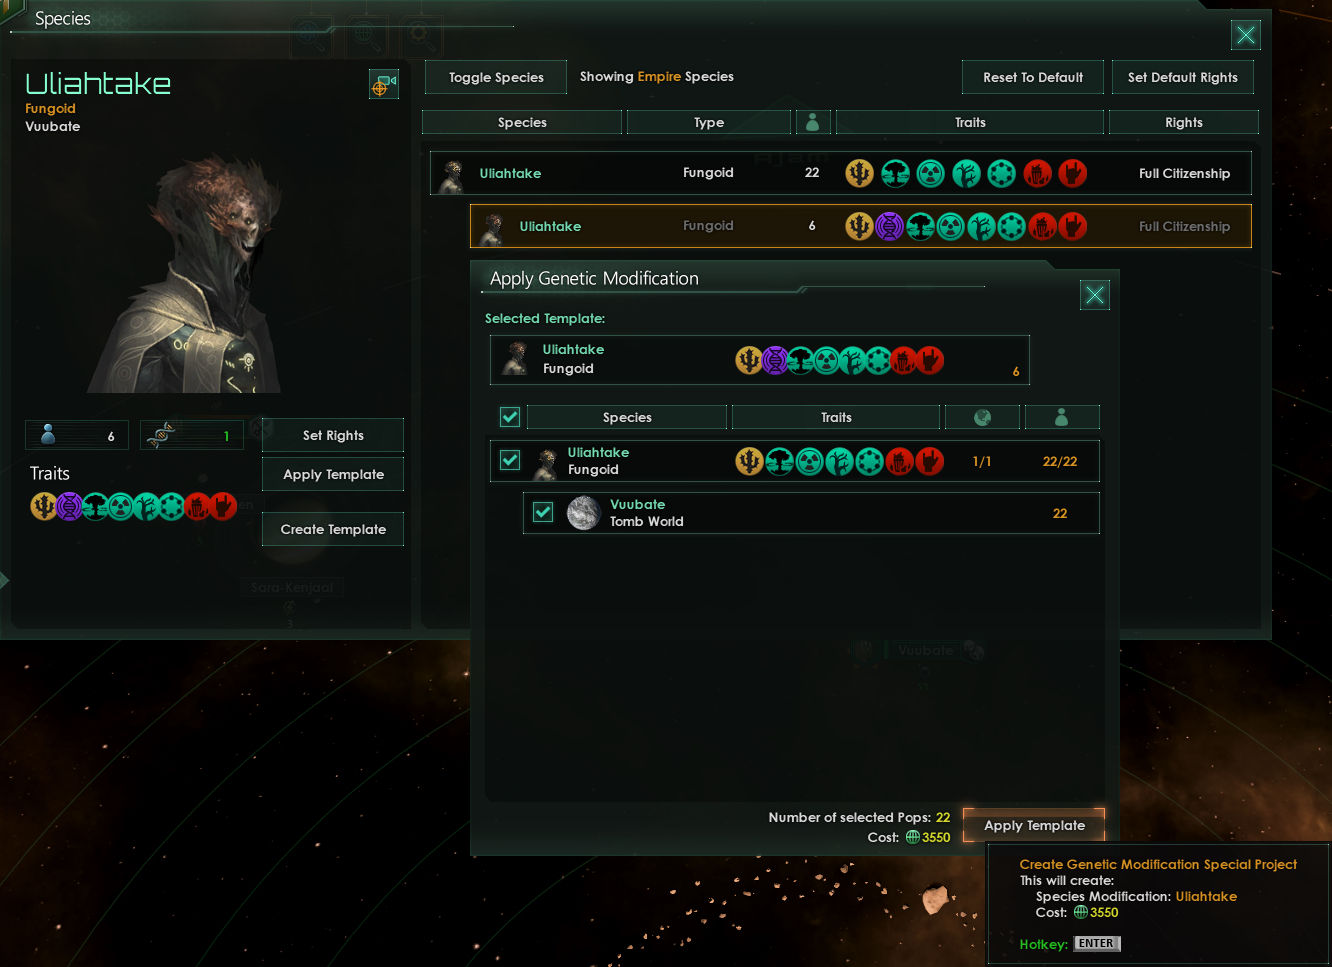 Species
Uliahtake
Fungoid
Vuubate
Toggle Species
Showing Empire Species
Reset To Default
Set Default Rights
Species
Type
Traits
Rights
Uliahtake
Fungoid
22
Full Citizenship
Uliahtake
Fungoid
6
Full Citizenship
6
1
Set Rights
Traits
Apply Template
Create Template
Sara-Kenjaal
3
Apply Genetic Modification
Selected Template:
Uliahtake
Fungoid
6
Species
Traits
Uliahtake
Fungoid
1/1
22/22
Vuubate
Tomb World
22
Vuubate
Number of selected Pops: 22
Cost: 3550
Apply Template
Create Genetic Modification Special Project
This will create:
Species Modification: Uliahtake
Cost: 3550
Hotkey: ENTER